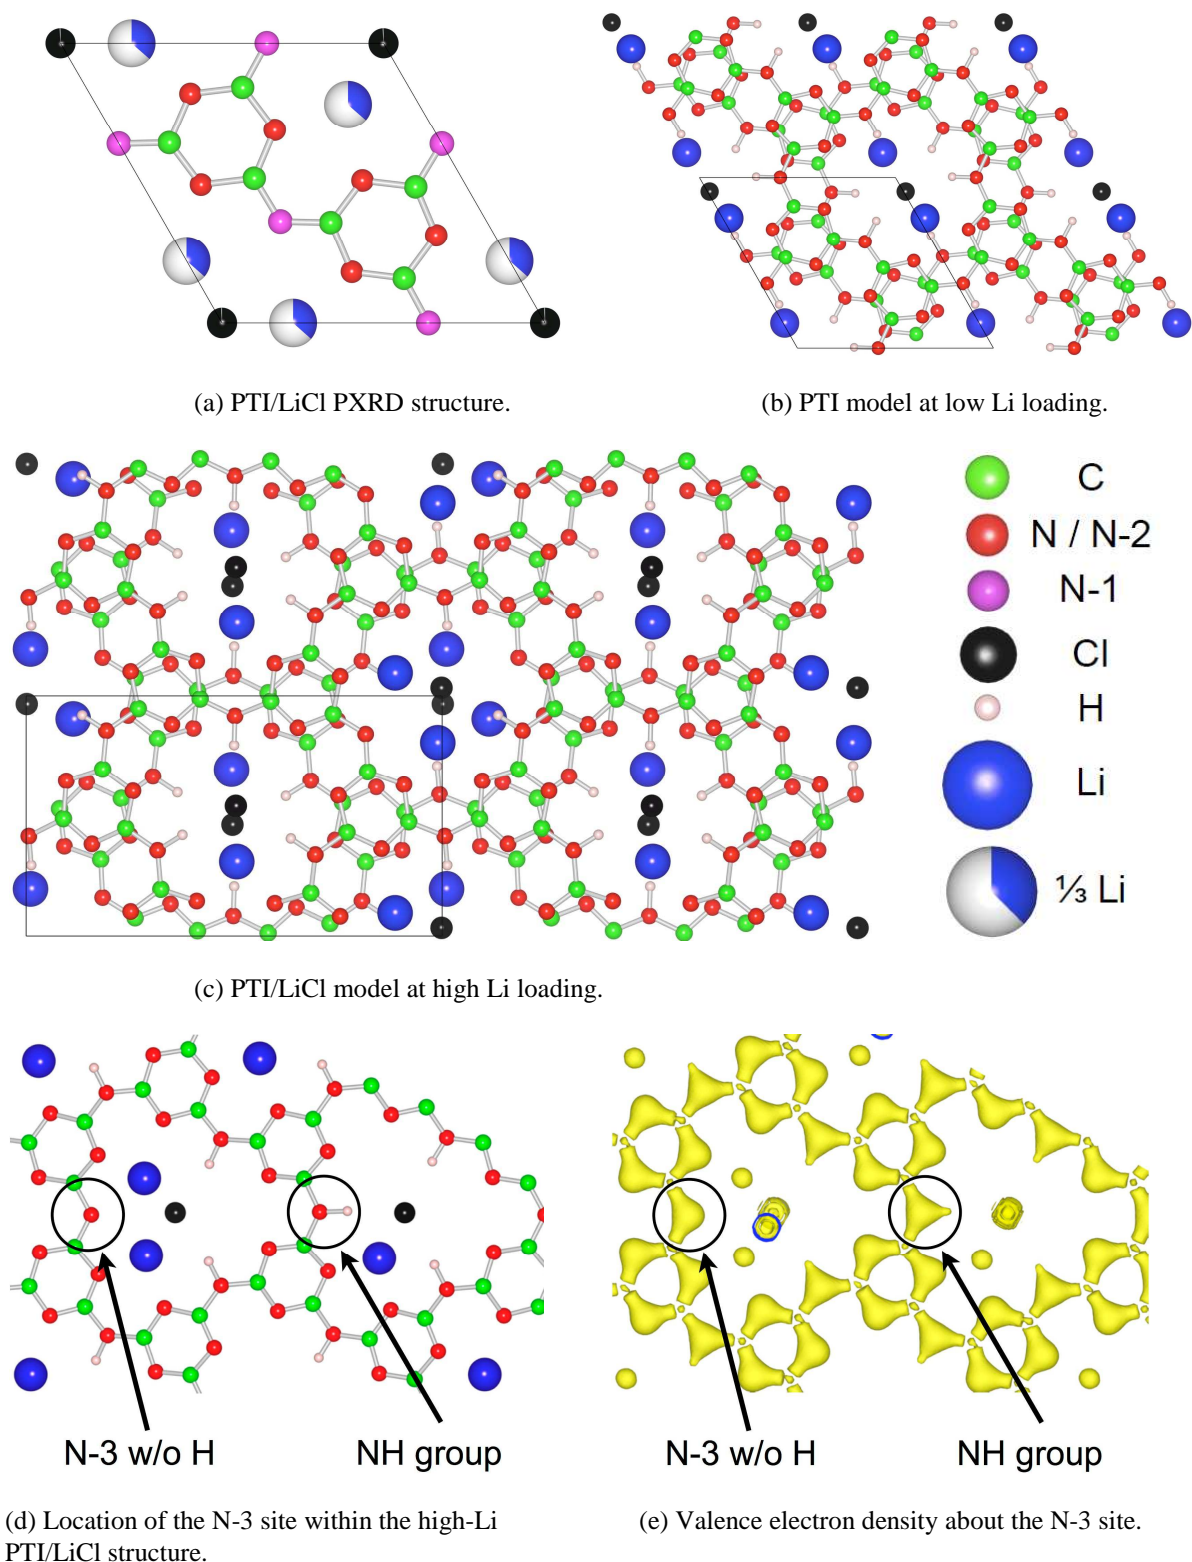 (a) PTI/LiCl PXRD structure.
(b) PTI model at low Li loading.
C
N / N-2
N-1
Cl
H
Li
⅓ Li
(c) PTI/LiCl model at high Li loading.
N-3 w/o H
NH group
N-3 w/o H
NH group
(d) Location of the N-3 site within the high-Li
PTI/LiCl structure.
(e) Valence electron density about the N-3 site.